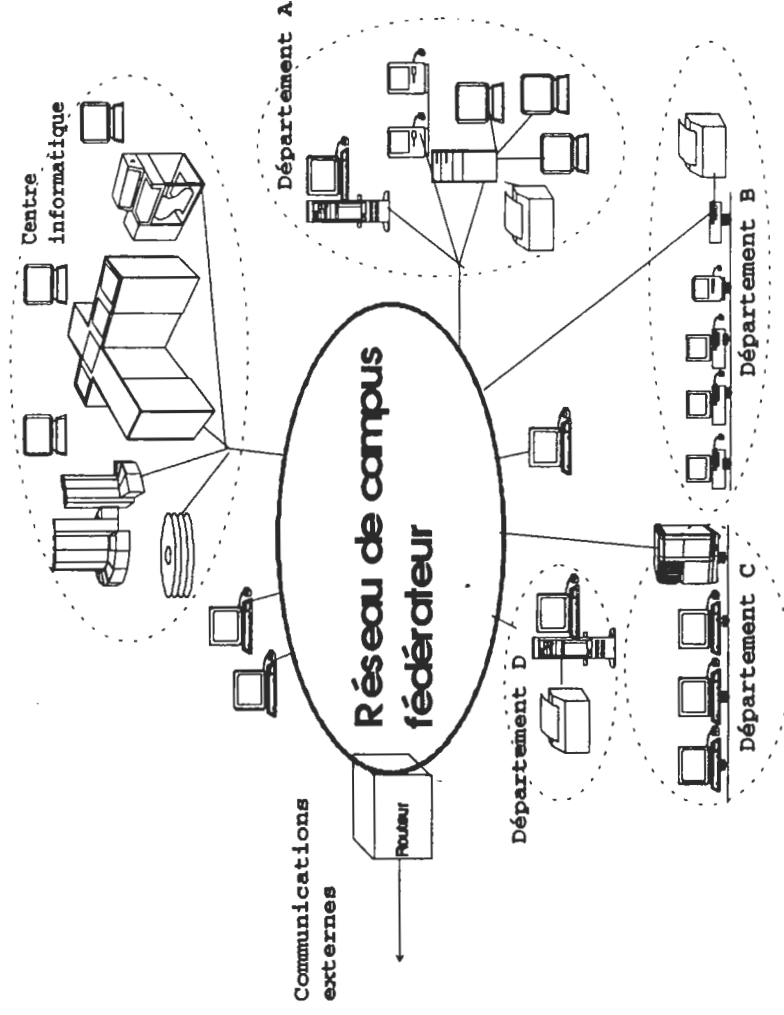 Centre
informatique
Département A
Réseau de campus
fédérateur
Routeur
Communications
externes
Département D
Département C
Département B